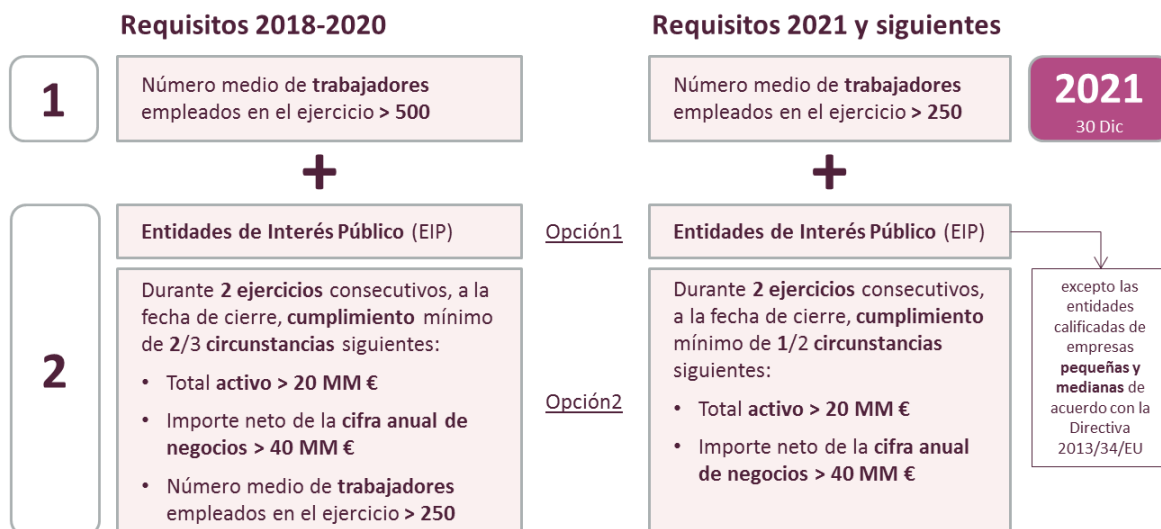 Requisitos 2018-2020
1
Número medio de trabajadores
empleados en el ejercicio > 500
+
2
Entidades de Interés Público (EIP)
Durante 2 ejercicios consecutivos, a la
fecha de cierre, cumplimiento mínimo
de 2/3 circunstancias siguientes:
• Total activo > 20 MM €
• Importe neto de la cifra anual de
negocios > 40 MM €
• Número medio de trabajadores
empleados en el ejercicio > 250
Opción1
Opción2
Requisitos 2021 y siguientes
Número medio de trabajadores
empleados en el ejercicio > 250
2021
30 Dic
+
Entidades de Interés Público (EIP)
Durante 2 ejercicios consecutivos,
a la fecha de cierre, cumplimiento
mínimo de 1/2 circunstancias
siguientes:
• Total activo > 20 MM €
• Importe neto de la cifra anual
de negocios > 40 MM €
excepto las
entidades
calificadas de
empresas
pequeñas y
medianas de
acuerdo con la
Directiva
2013/34/EU